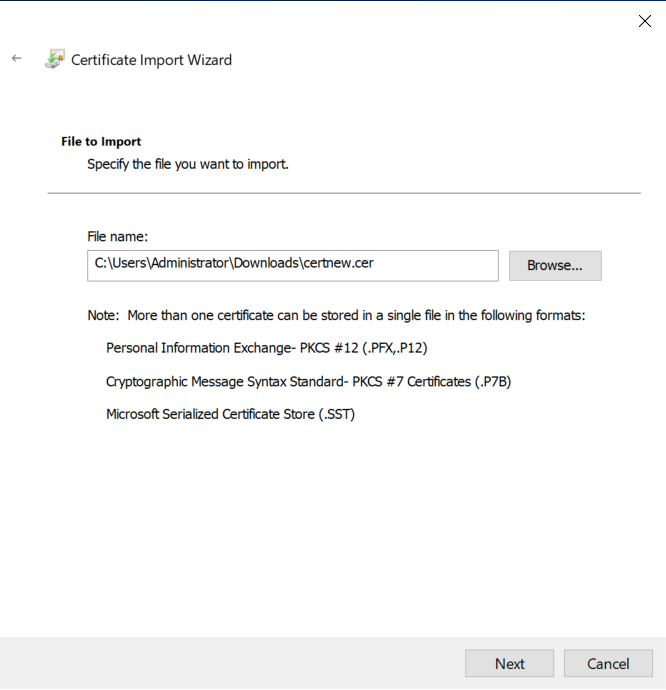 Certificate Import Wizard
File to Import
Specify the file you want to import.
File name:
C:\Users\Administrator\Downloads\certnew.cer
Browse...
Note: More than one certificate can be stored in a single file in the following formats:
Personal Information Exchange- PKCS #12 (.PFX,.P12)
Cryptographic Message Syntax Standard- PKCS #7 Certificates (.P7B)
Microsoft Serialized Certificate Store (.SST)
Next
Cancel